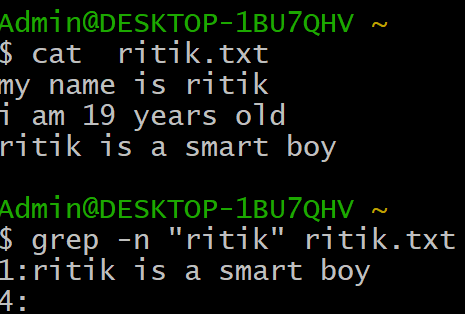 Admin@DESKTOP-1BU7QHV ~
$ cat  ritik.txt
my name is ritik
i am 19 years old
ritik is a smart boy
Admin@DESKTOP-1BU7QHV ~
$ grep -n "ritik" ritik.txt
1:ritik is a smart boy
4: